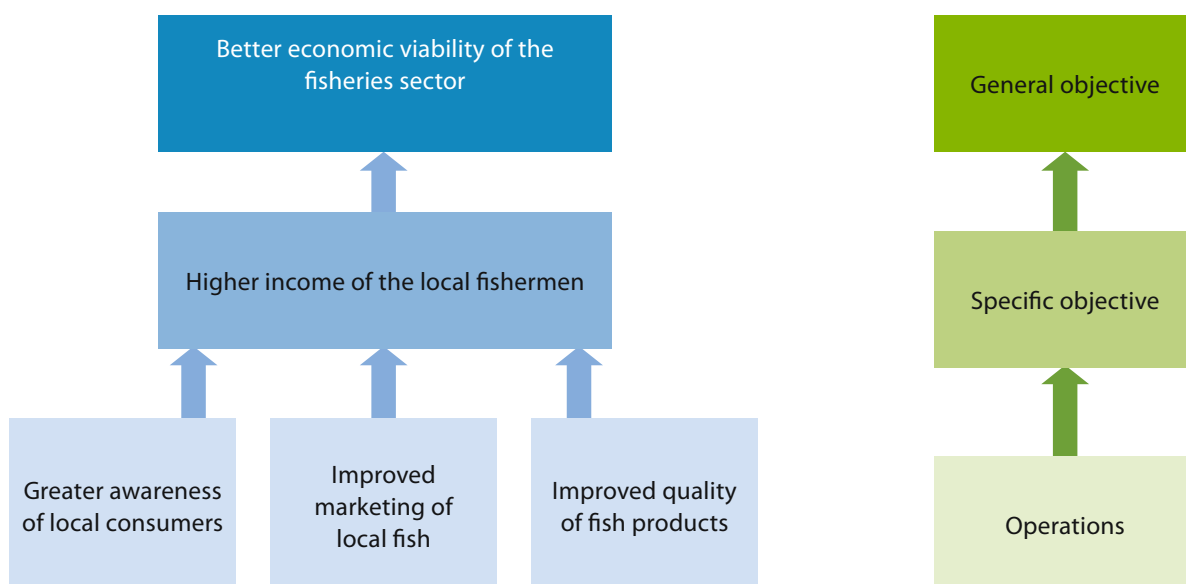 Better economic viability of the
fisheries sector
General objective
Higher income of the local fishermen
Specific objective
Greater awareness
of local consumers
Improved
marketing of
local fish
Improved quality
of fish products
Operations